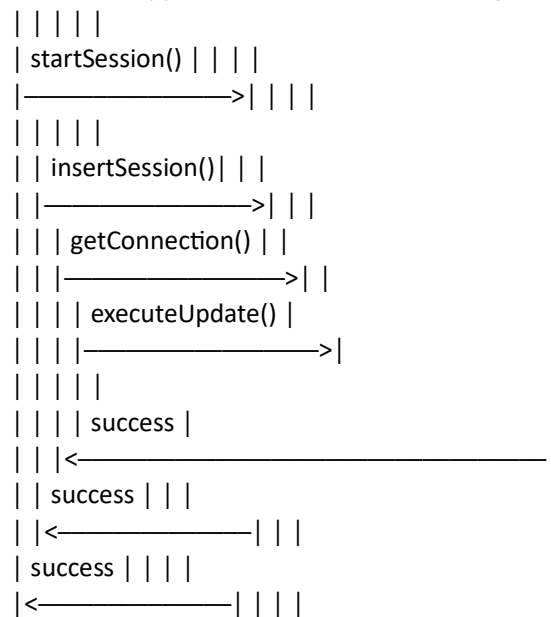 | | | | |
| startSession() | | | |
|———————————>| | | |
| | | | |
| | insertSession()| | |
| |———————————>| | |
| | | getConnection() | |
| | |————————————>| |
| | | | executeUpdate() |
| | | |—————————————>|
| | | | |
| | | | success |
| | |<——————————————————————————
| | success | | |
| |<———————————| | |
| success | | | |
|<———————————| | | |